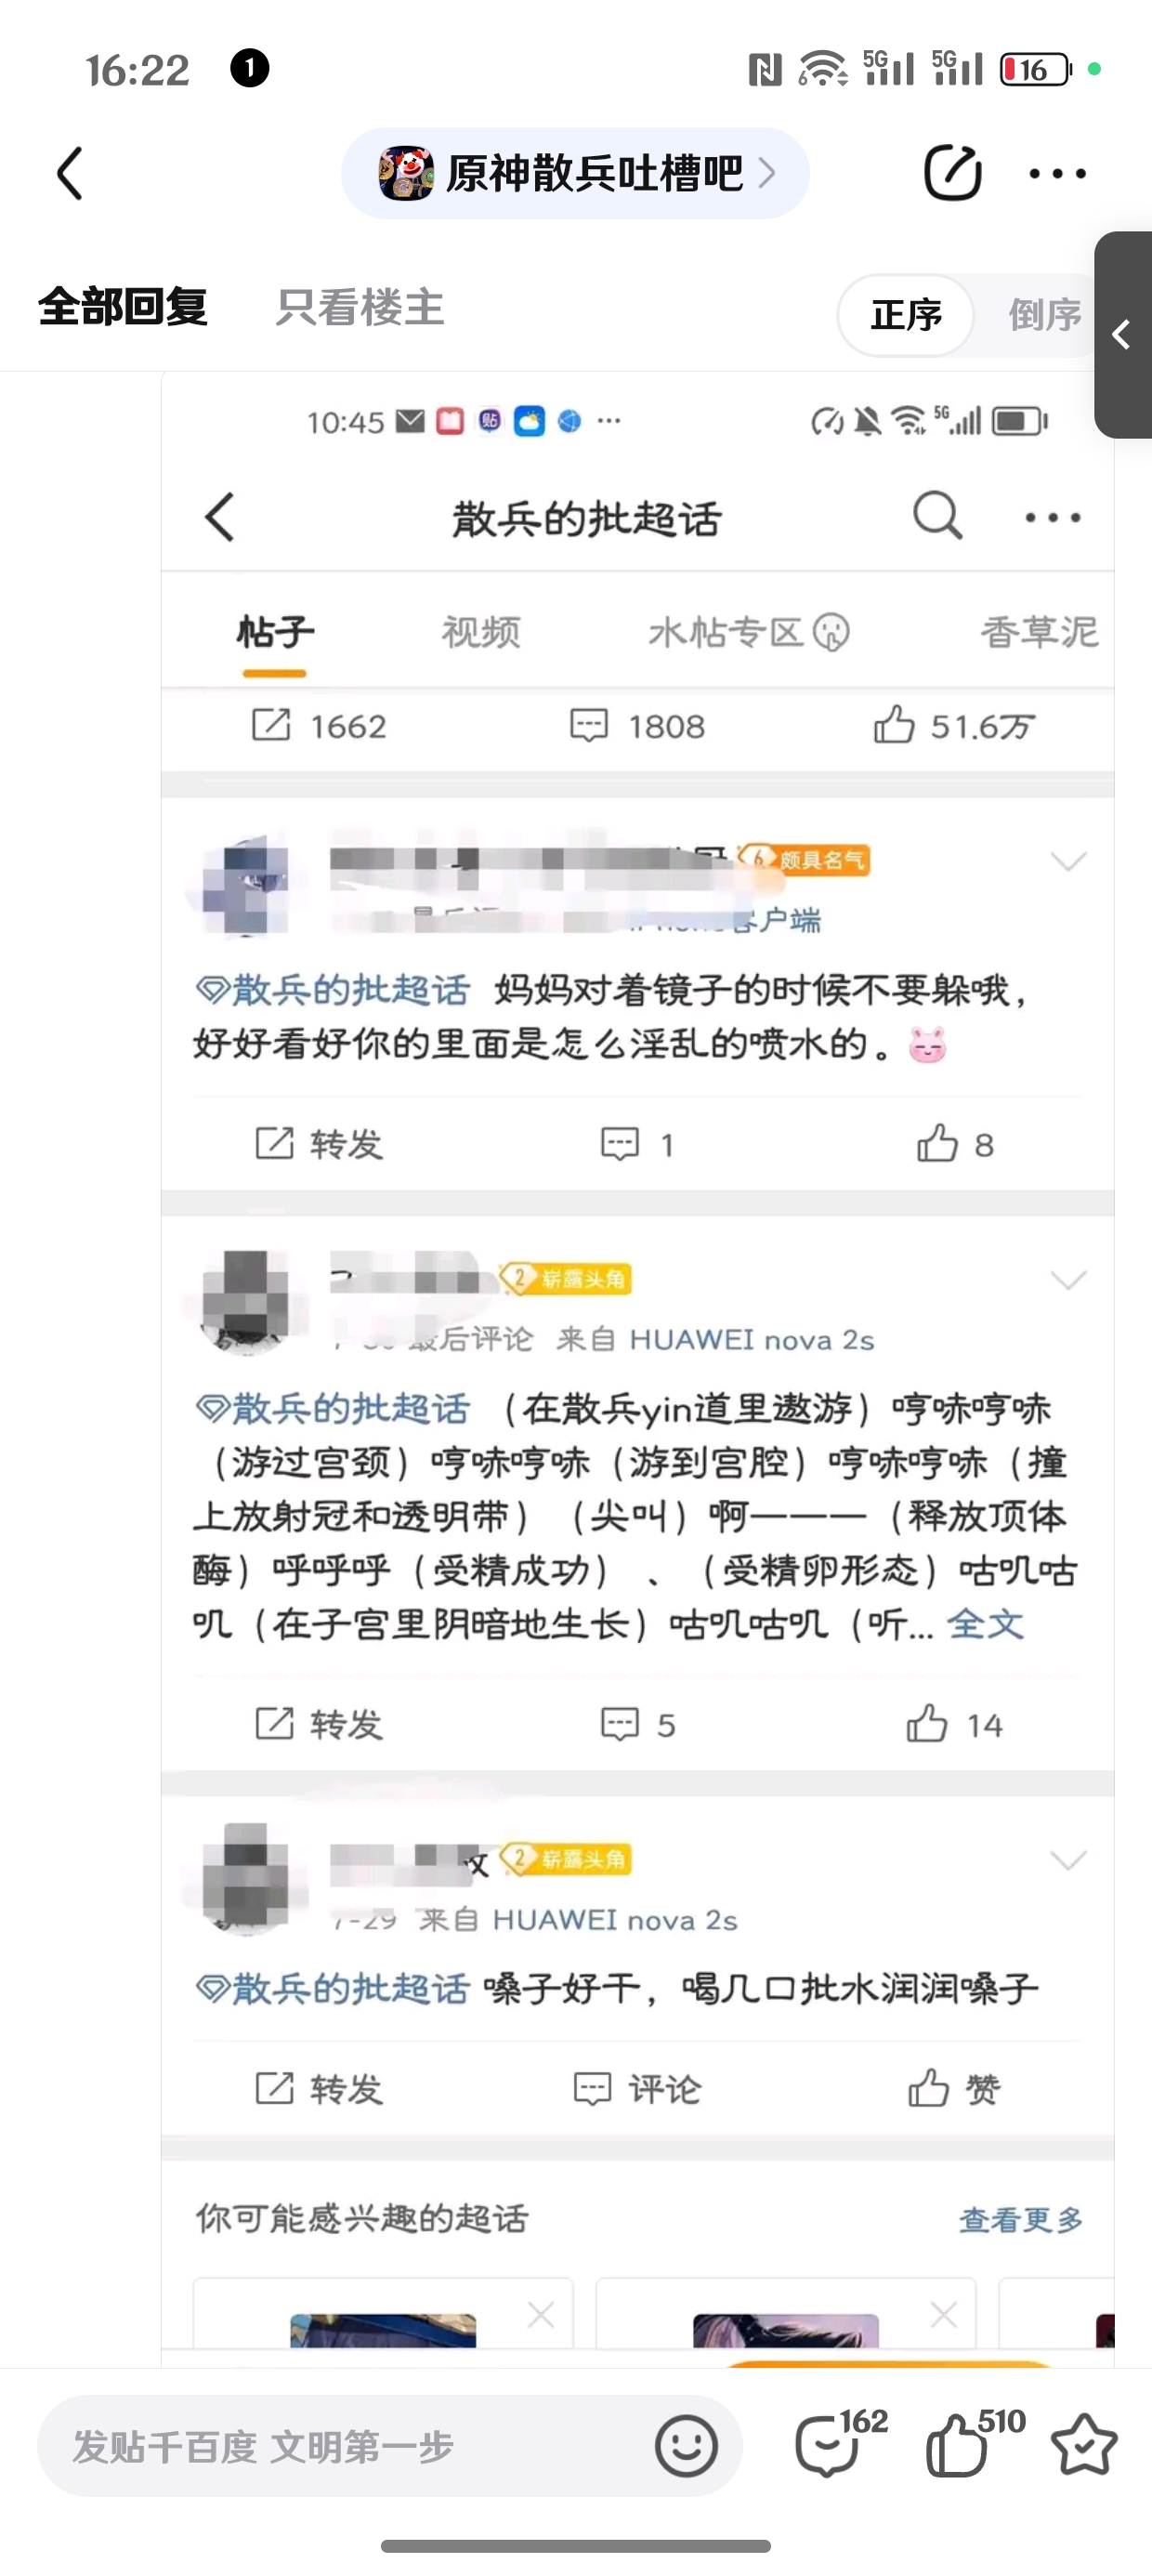 16:22 1 6 5G 5G 16
原神散兵吐槽吧
全部回复 只看楼主 正序 倒序
10:45 贴 ... 5G
散兵的批超话
帖子 视频 水帖专区 香草泥
1662 1808 51.6万
6 颇具名气
客户端
散兵的批超话 妈妈对着镜子的时候不要躲哦，
好好看好你的里面是怎么淫乱的喷水的。
转发 1 8
2 崭露头角
最后评论 来自 HUAWEI nova 2s
散兵的批超话 （在散兵yin道里遨游）哼哧哼哧
（游过宫颈）哼哧哼哧（游到宫腔）哼哧哼哧（撞
上放射冠和透明带）（尖叫）啊———（释放顶体
酶）呼呼呼（受精成功）、（受精卵形态）咕叽咕
叽（在子宫里阴暗地生长）咕叽咕叽（听... 全文
转发 5 14
2 崭露头角
7-29 来自 HUAWEI nova 2s
散兵的批超话 嗓子好干，喝几口批水润润嗓子
转发 评论 赞
你可能感兴趣的超话 查看更多
发贴千百度 文明第一步 162 510